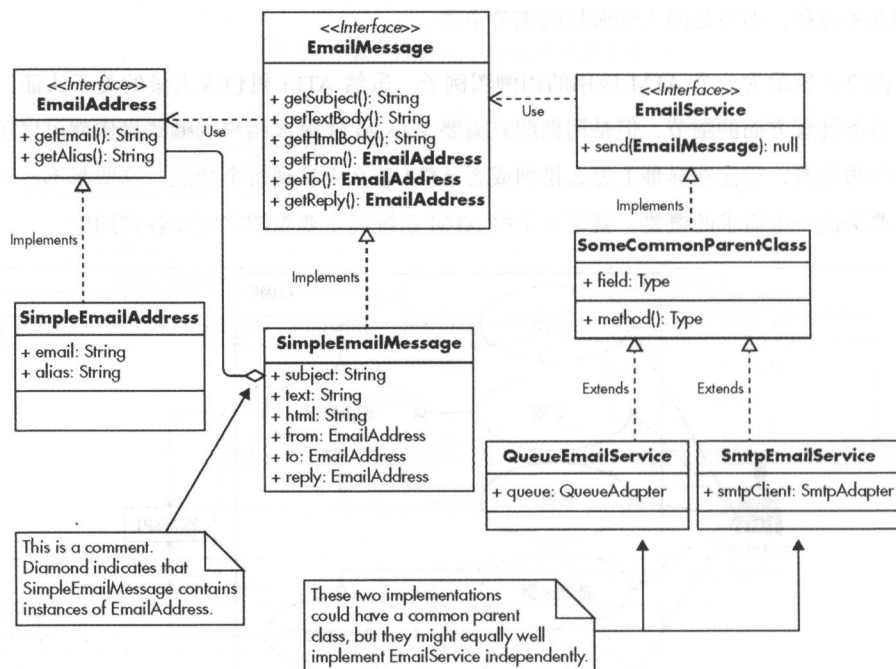 <<Interface>>
EmailAddress
+ getEmail(): String
+ getAlias(): String
Use
<<Interface>>
EmailMessage
+ getSubject(): String
+ getTextBody(): String
+ getHtmlBody(): String
+ getFrom(): EmailAddress
+ getTo(): EmailAddress
+ getReply(): EmailAddress
Use
<<Interface>>
EmailService
+ send(EmailMessage): null
Implements
Implements
Implements
SomeCommonParentClass
+ field: Type
+ method(): Type
SimpleEmailAddress
+ email: String
+ alias: String
SimpleEmailMessage
+ subject: String
+ text: String
+ html: String
+ from: EmailAddress
+ to: EmailAddress
+ reply: EmailAddress
Extends
Extends
QueueEmailService
+ queue: QueueAdapter
SmtpEmailService
+ smtpClient: SmtpAdapter
This is a comment.
Diamond indicates that
SimpleEmailMessage contains
instances of EmailAddress.
These two implementations
could have a common parent
class, but they might equally well
implement EmailService independently.